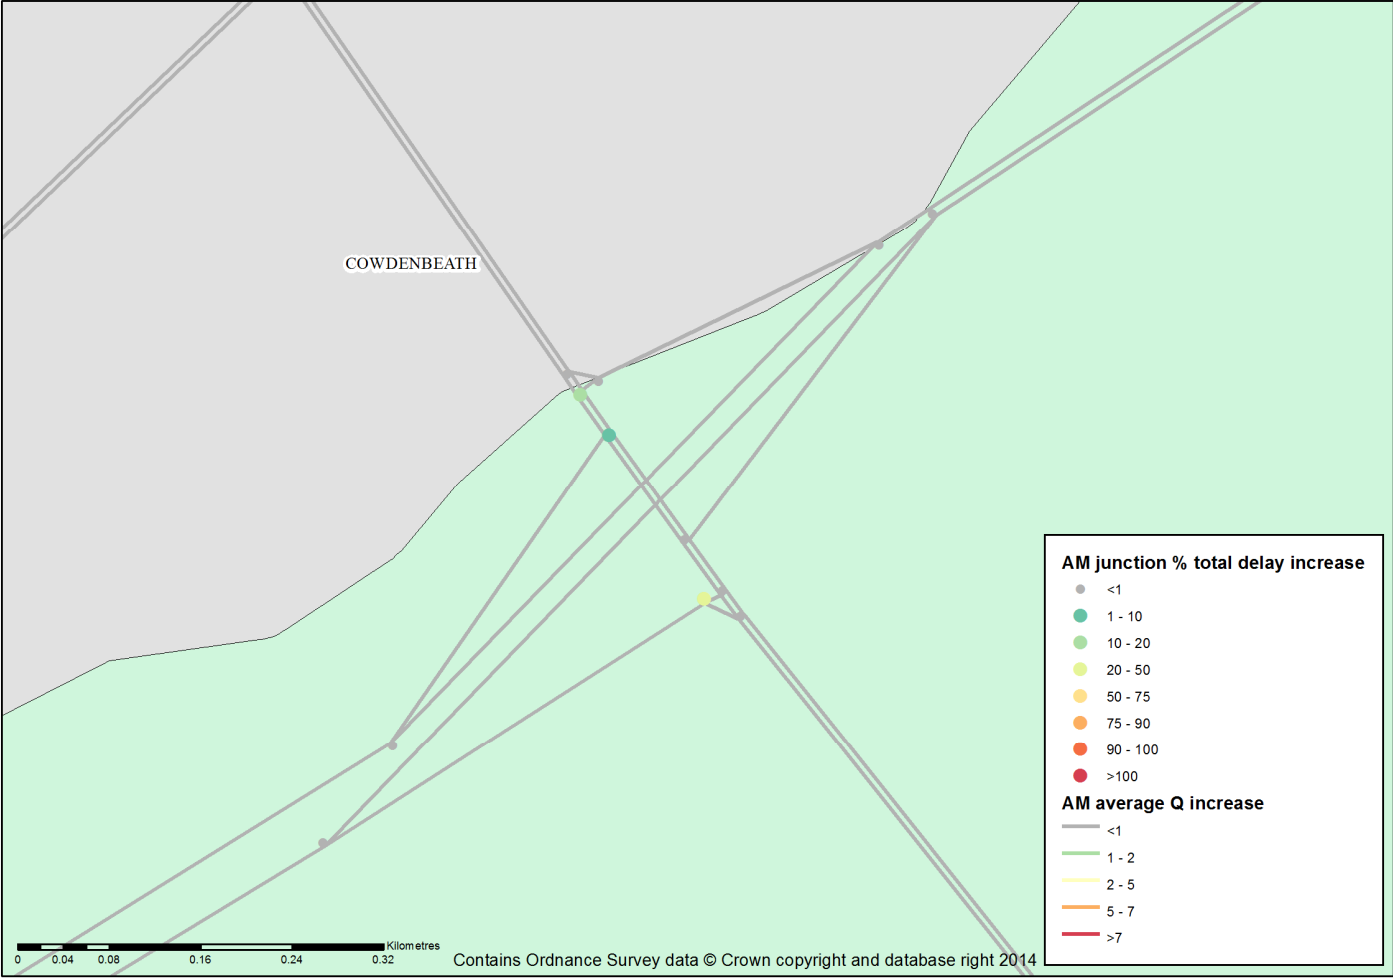 COWDENBEATH
AM junction % total delay increase
<1
1 - 10
10 - 20
20 - 50
50 - 75
75 - 90
90 - 100
>100
AM average Q increase
<1
1 - 2
2 - 5
5 - 7
>7
Kilometres
0 0.04 0.08 0.16 0.24 0.32
Contains Ordnance Survey data © Crown copyright and database right 2014